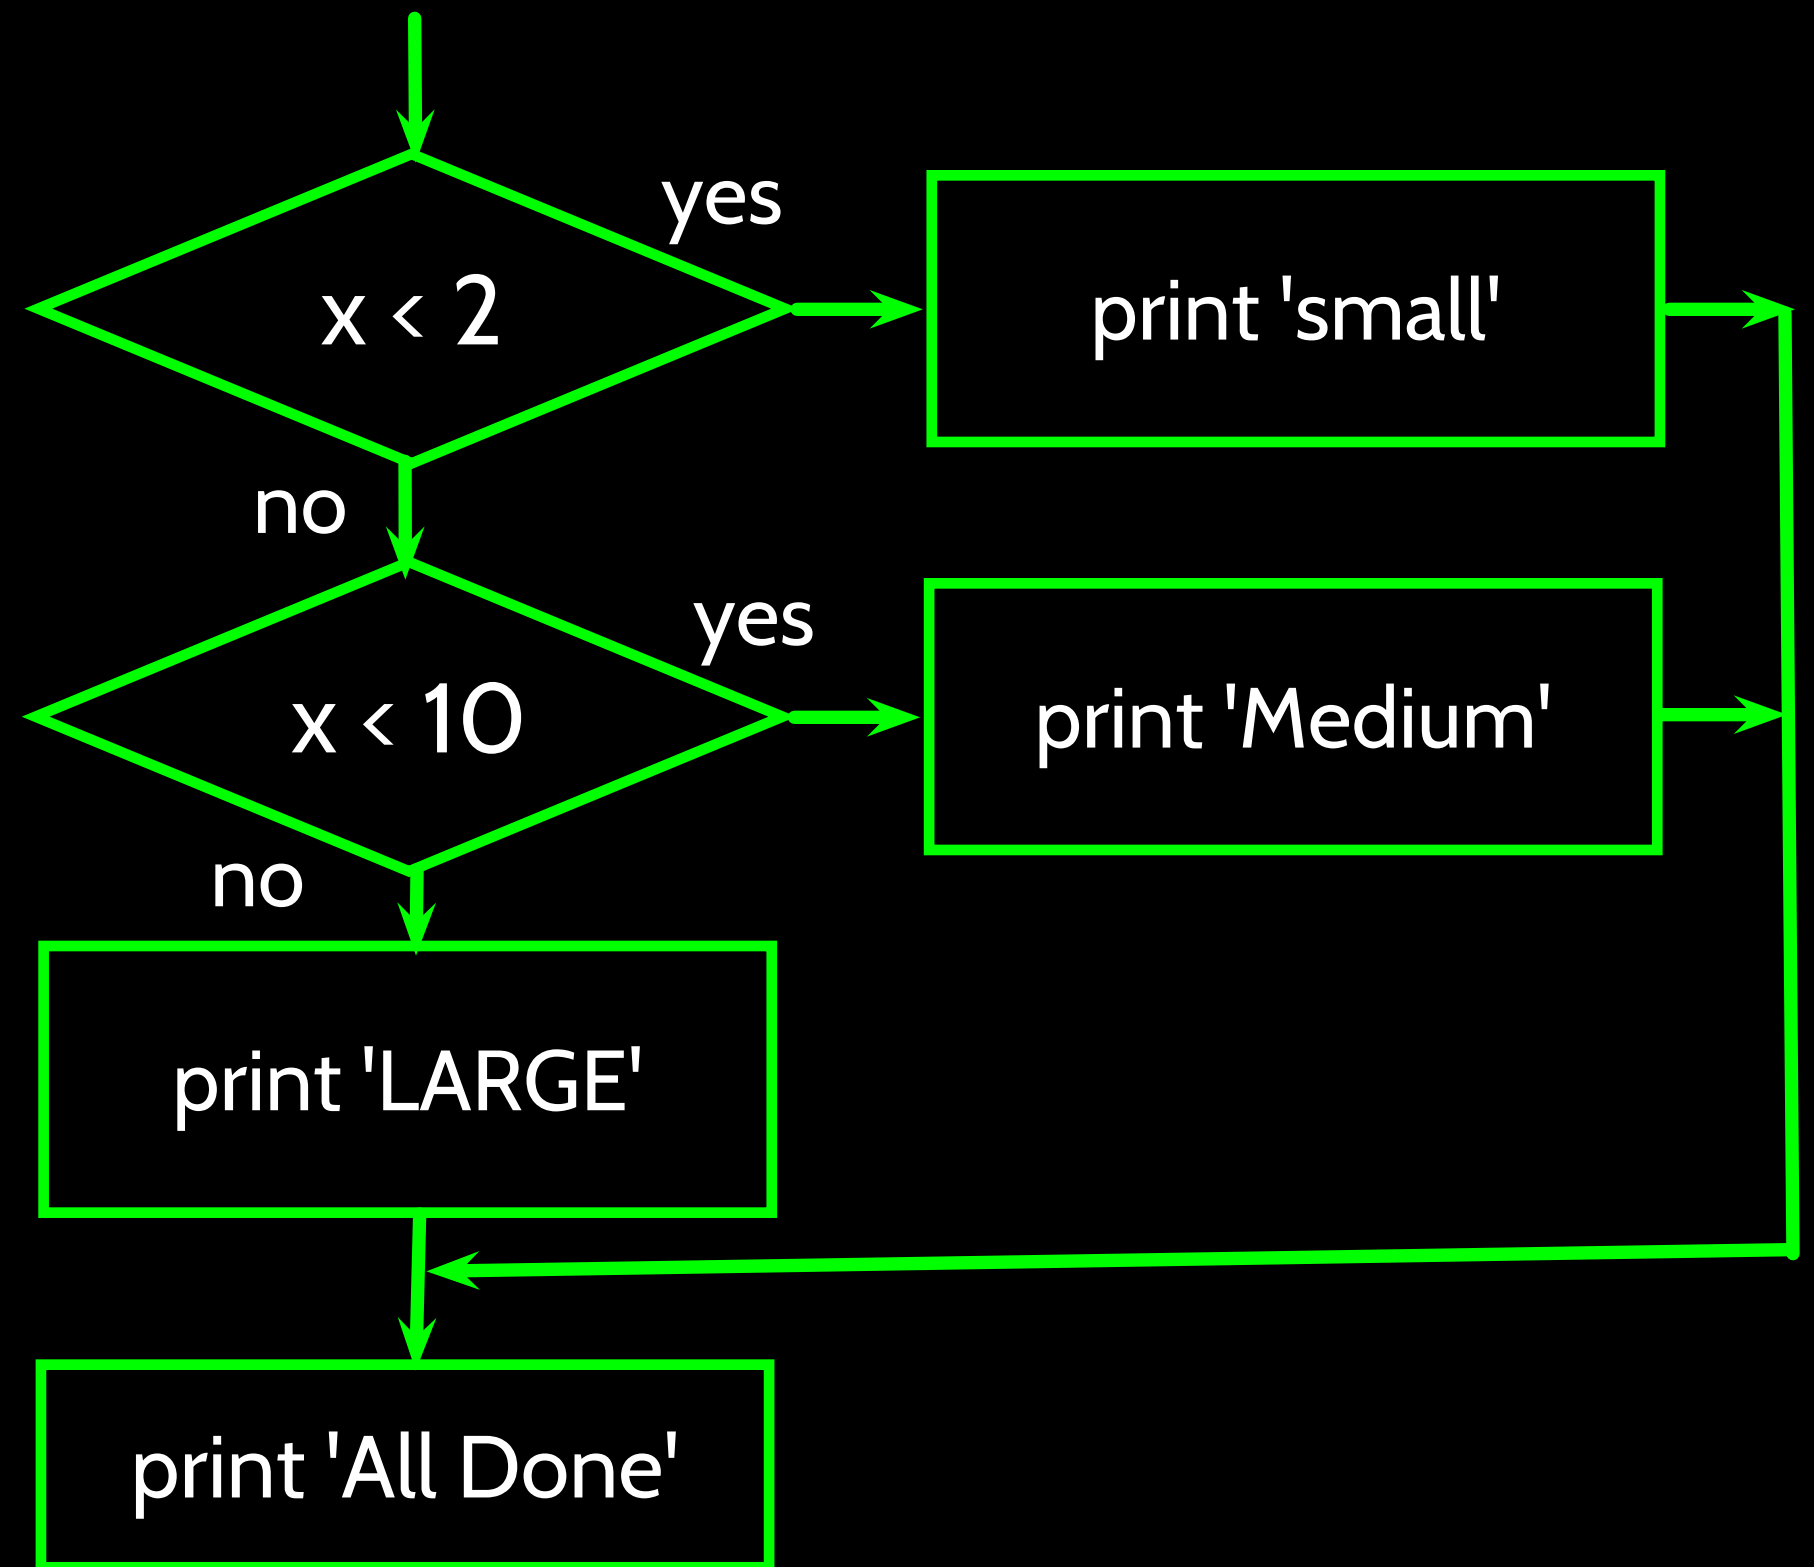 yes
x < 2
print 'small'
no
yes
x < 10
print 'Medium'
no
print 'LARGE'
print 'All Done'